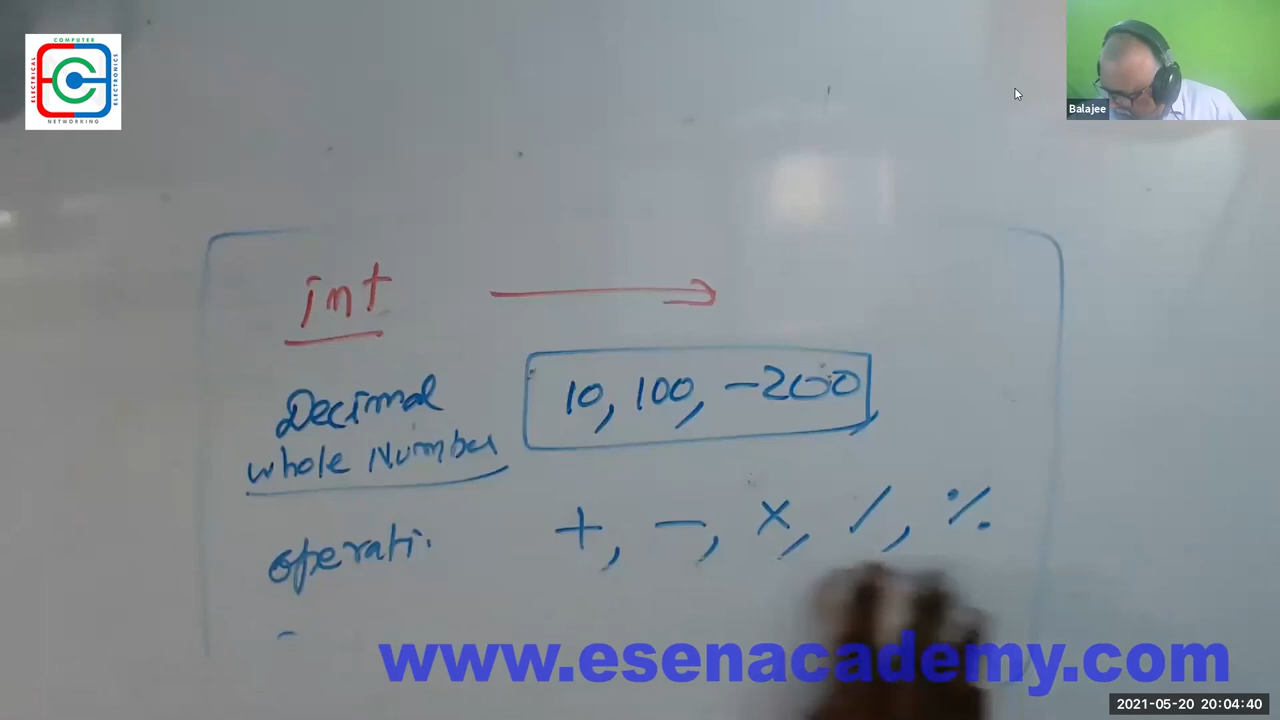 COMPUTER
ELECTRICAL
ELECTRONICS
NETWORKING
Balajee
int
Decimal
whole Number
10, 100, -200
operati.
+, -, ×, /, %
www.esenacademy.com
2021-05-20 20:04:40